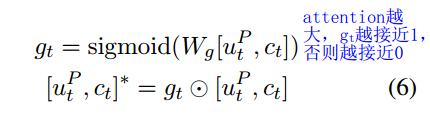 g_t = sigmoid(W_g[u_t^P, c_t])
attention越
大，g_t越接近1，
否则越接近0
[u_t^P, c_t]^* = g_t ⊙ [u_t^P, c_t] (6)